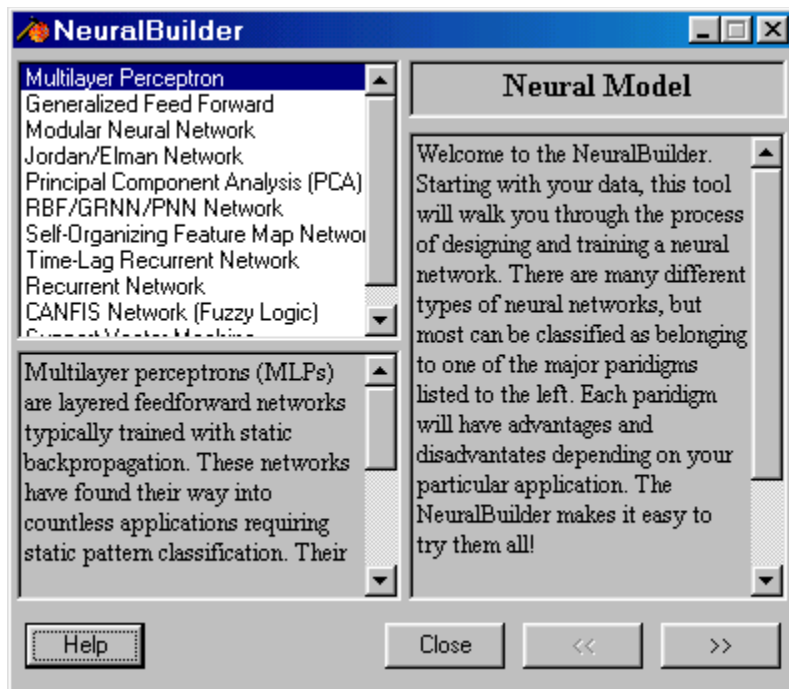 NeuralBuilder
Multilayer Perceptron
Generalized Feed Forward
Modular Neural Network
Jordan/Elman Network
Principal Component Analysis (PCA)
RBF/GRNN/PNN Network
Self-Organizing Feature Map Networ
Time-Lag Recurrent Network
Recurrent Network
CANFIS Network (Fuzzy Logic)
Multilayer perceptrons (MLPs)
are layered feedforward networks
typically trained with static
backpropagation. These networks
have found their way into
countless applications requiring
static pattern classification. Their
Neural Model
Welcome to the NeuralBuilder.
Starting with your data, this tool
will walk you through the process
of designing and training a neural
network. There are many different
types of neural networks, but
most can be classified as belonging
to one of the major paridigms
listed to the left. Each paridigm
will have advantages and
disadvantates depending on your
particular application. The
NeuralBuilder makes it easy to
try them all!
Help
Close
<<
>>